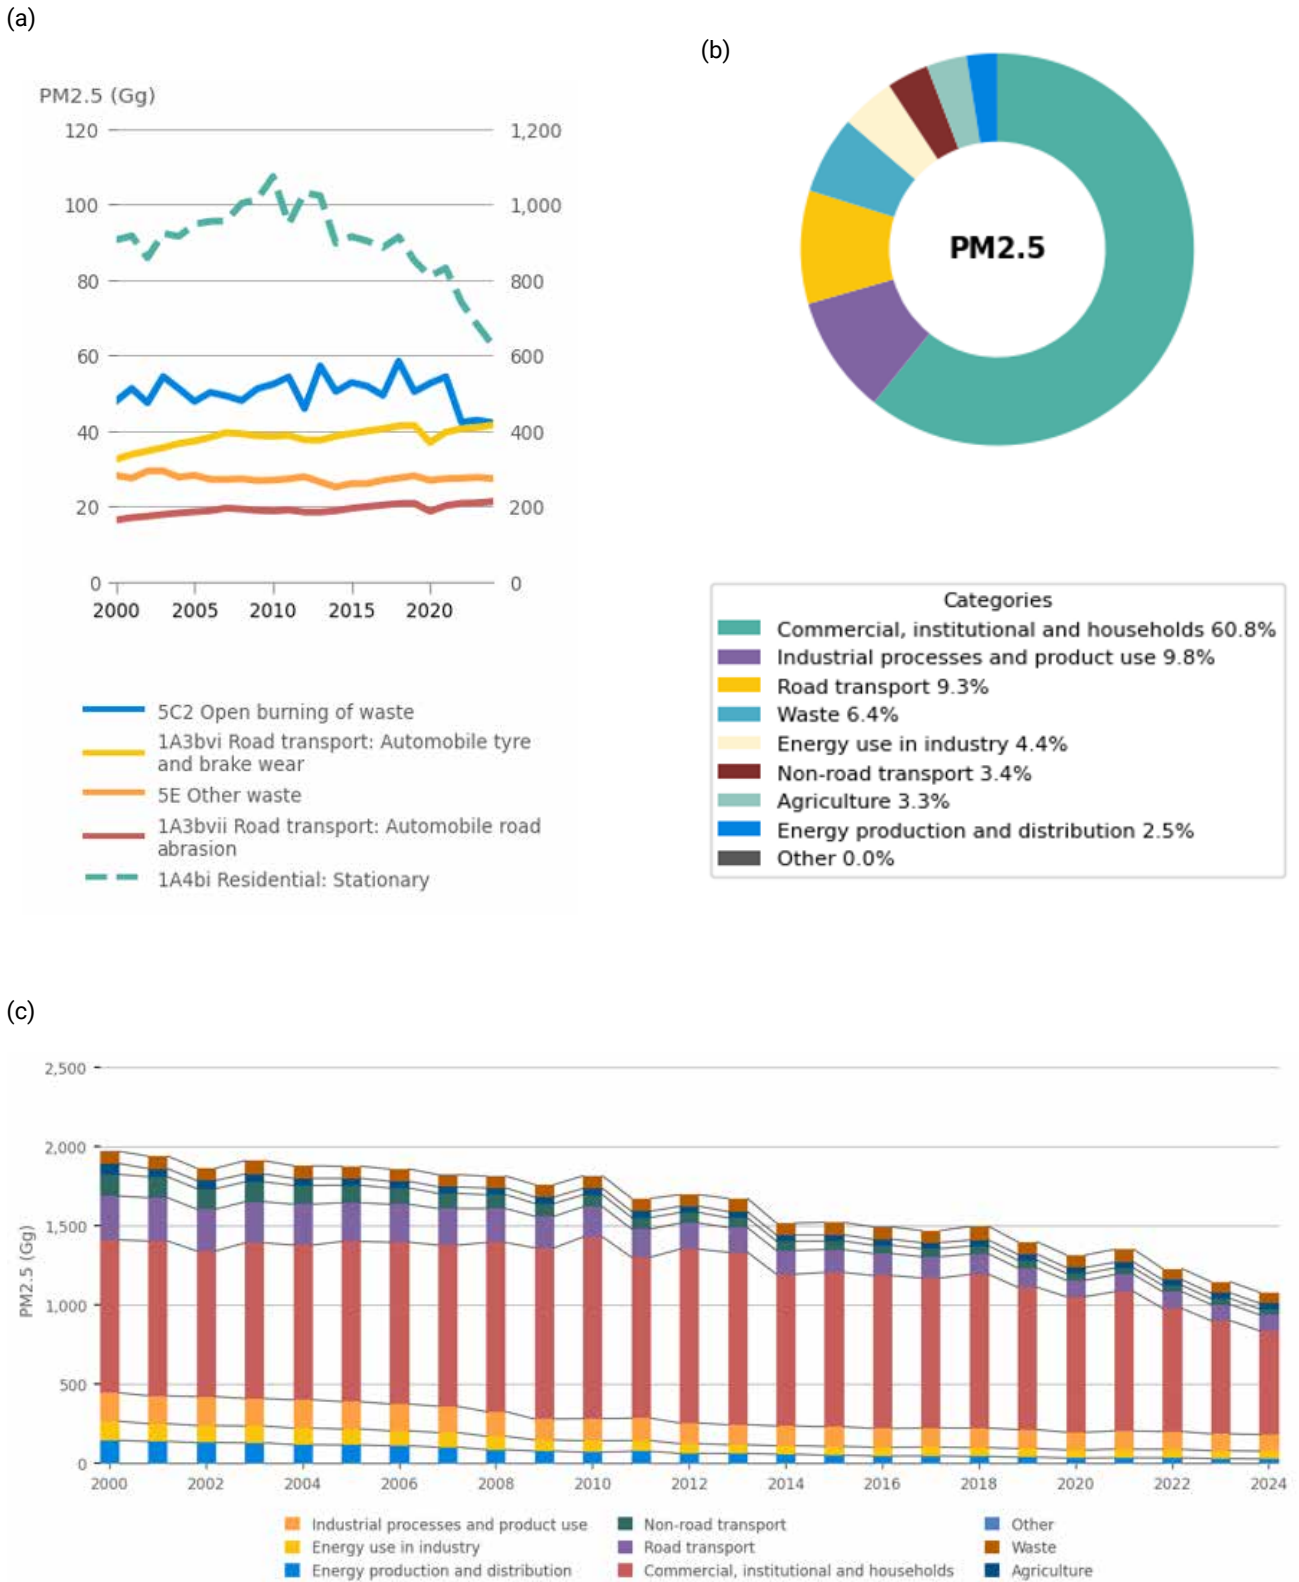 (a)
PM2.5 (Gg)
120 1,200
100 1,000
80 800
60 600
40 400
20 200
0 0
2000 2005 2010 2015 2020
5C2 Open burning of waste
1A3bvi Road transport: Automobile tyre
and brake wear
5E Other waste
1A3bvii Road transport: Automobile road
abrasion
1A4bi Residential: Stationary
(b)
PM2.5
Categories
Commercial, institutional and households 60.8%
Industrial processes and product use 9.8%
Road transport 9.3%
Waste 6.4%
Energy use in industry 4.4%
Non-road transport 3.4%
Agriculture 3.3%
Energy production and distribution 2.5%
Other 0.0%
(c)
PM2.5 (Gg)
2,500
2,000
1,500
1,000
500
0
2000 2002 2004 2006 2008 2010 2012 2014 2016 2018 2020 2022 2024
Industrial processes and product use Non-road transport Other
Energy use in industry Road transport Waste
Energy production and distribution Commercial, institutional and households Agriculture